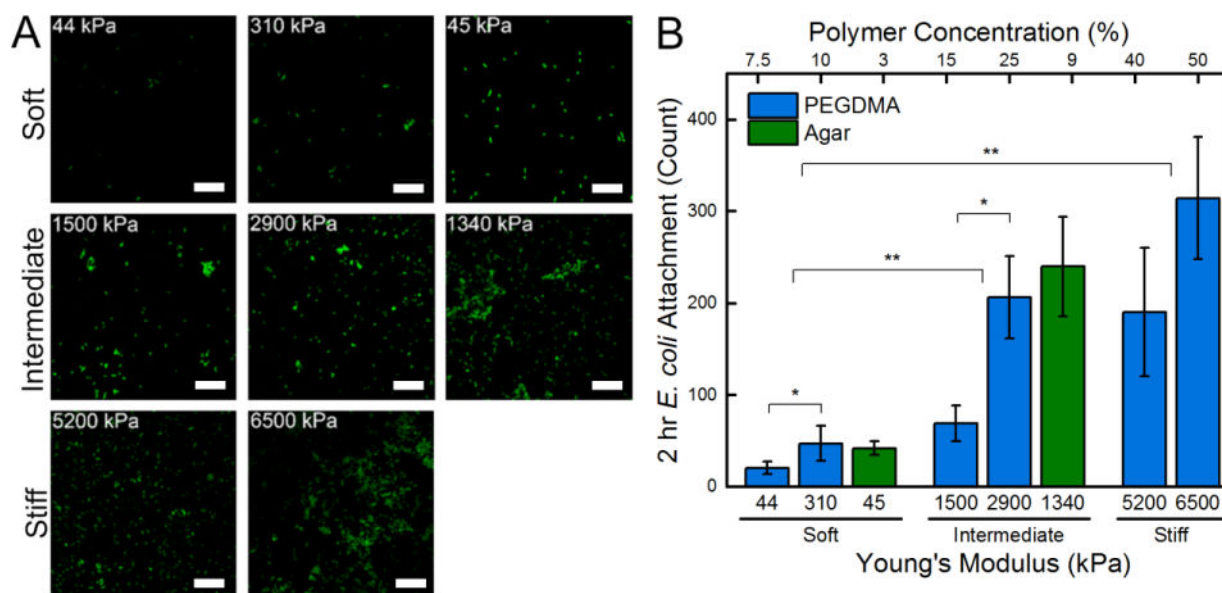 A
Soft
44 kPa
310 kPa
45 kPa
Intermediate
1500 kPa
2900 kPa
1340 kPa
Stiff
5200 kPa
6500 kPa
B
Polymer Concentration (%)
7.5 10 3 15 25 9 40 50
PEGDMA
Agar
2 hr E. coli Attachment (Count)
400
300
200
100
0
**
*
**
*
44 310 45 1500 2900 1340 5200 6500
Soft Intermediate Stiff
Young's Modulus (kPa)